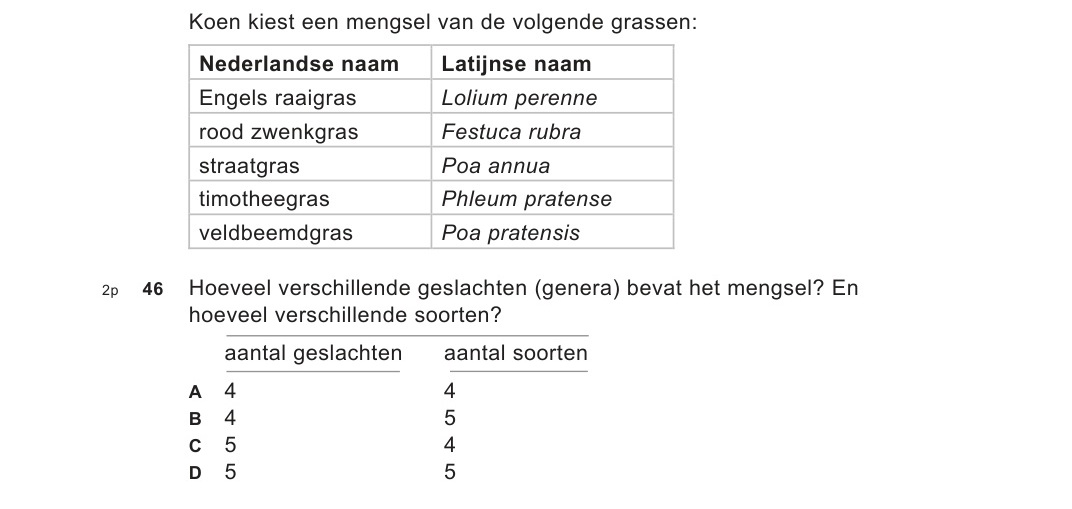 Koen kiest een mengsel van de volgende grassen:
Nederlandse naam Latijnse naam
Engels raaigras Lolium perenne
rood zwenkgras Festuca rubra
straatgras Poa annua
timotheegras Phleum pratense
veldbeemdgras Poa pratensis
2p 46 Hoeveel verschillende geslachten (genera) bevat het mengsel? En
hoeveel verschillende soorten?
aantal geslachten aantal soorten
A 4 4
B 4 5
C 5 4
D 5 5